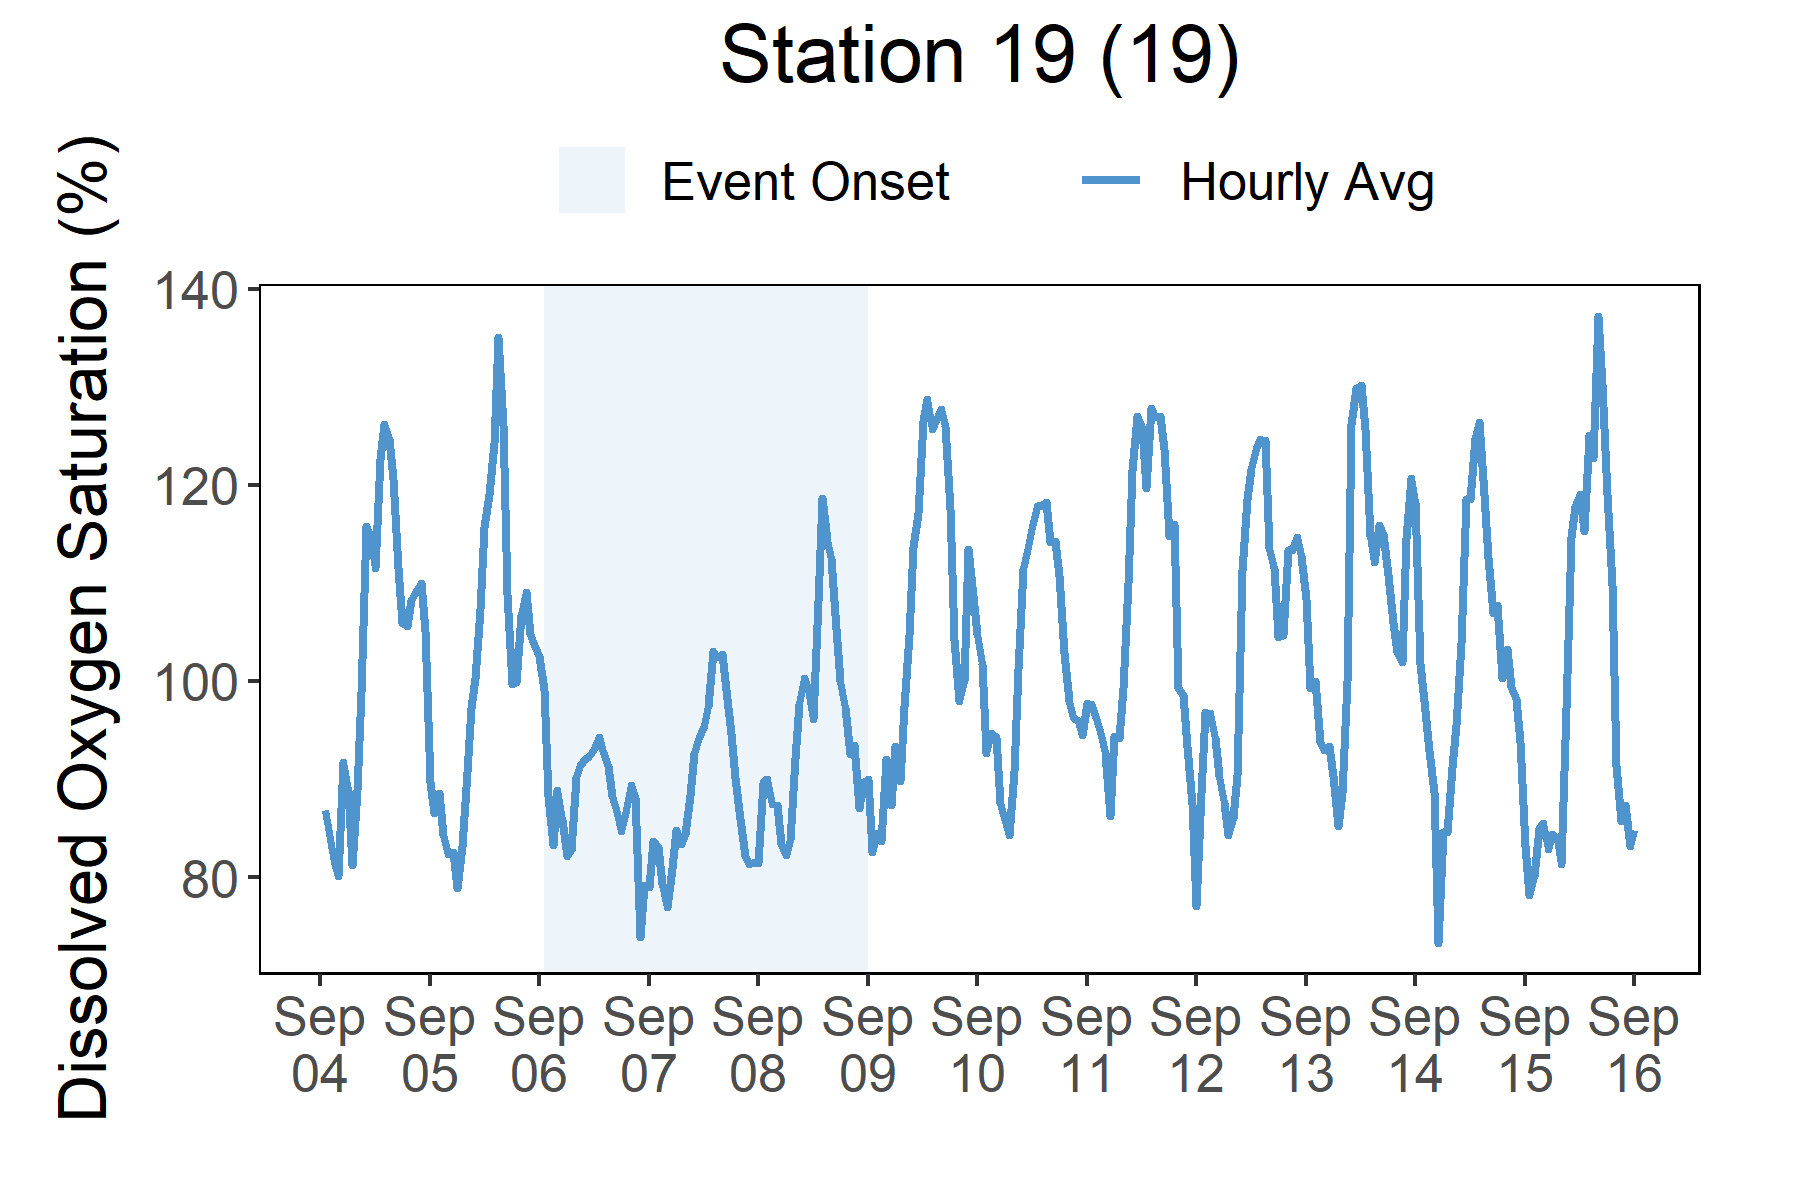 Station 19 (19)
Event Onset
Hourly Avg
Dissolved Oxygen Saturation (%)
140
120
100
80
Sep 04
Sep 05
Sep 06
Sep 07
Sep 08
Sep 09
Sep 10
Sep 11
Sep 12
Sep 13
Sep 14
Sep 15
Sep 16